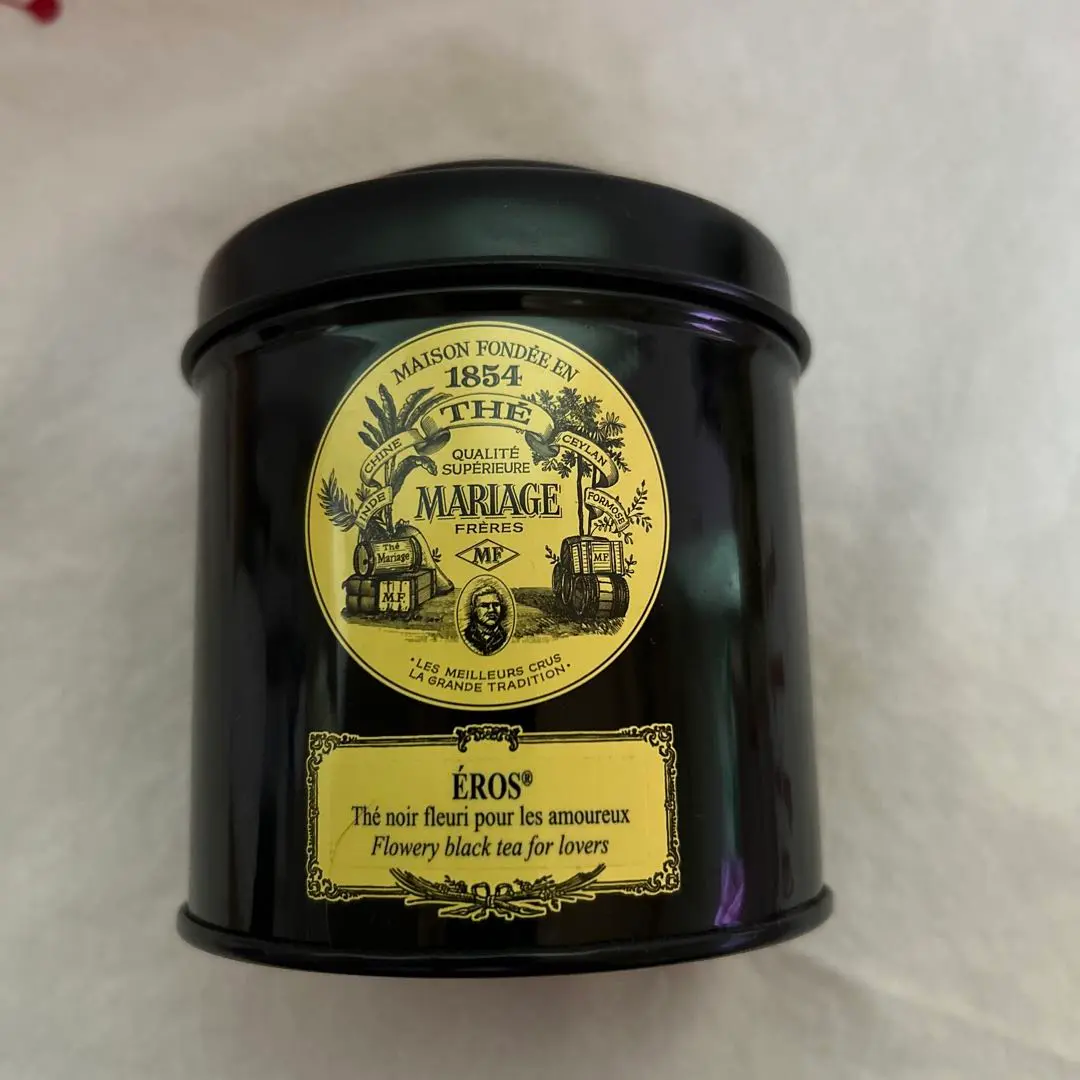 MAISON FONDÉE EN
1854
THÉ
CHINE
CEYLAN
INDE
FORMOSE
QUALITÉ
SUPÉRIEURE
MARIAGE
FRÈRES
MF
Thé
Mariage
M.F.
MF
•LES MEILLEURS CRUS
LA GRANDE TRADITION•
ÉROS®
Thé noir fleuri pour les amoureux
Flowery black tea for lovers